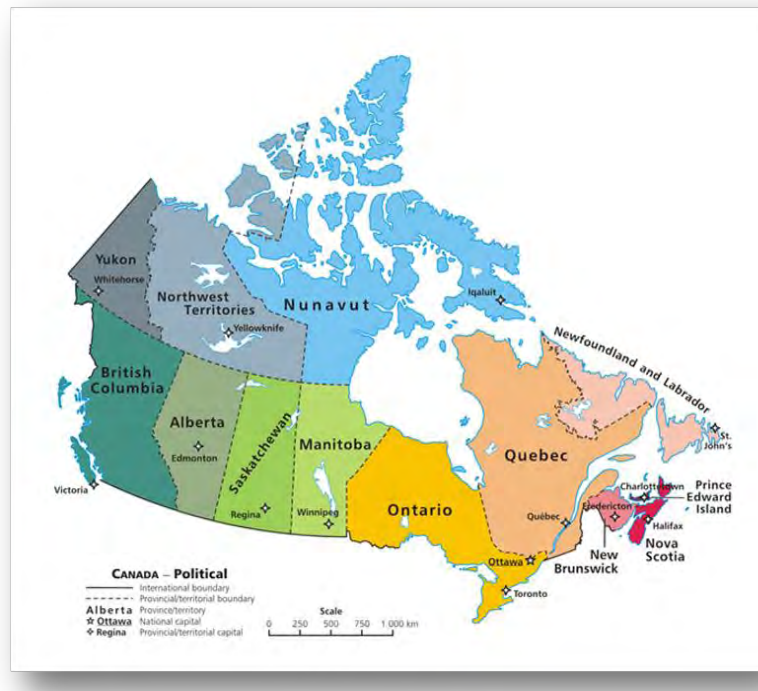 Yukon
Whitehorse
Northwest
Territories
Yellowknife
Nunavut
Iqaluit
British
Columbia
Victoria
Alberta
Edmonton
Saskatchewan
Regina
Manitoba
Winnipeg
Ontario
Ottawa
Toronto
Quebec
Québec
Newfoundland and Labrador
St.
John's
Prince
Edward
Island
Charlottetown
Fredericton
New
Brunswick
Halifax
Nova
Scotia
CANADA – Political
International boundary
Provincial/territorial boundary
Alberta Province/territory
Ottawa National capital
Regina Provincial/territorial capital
Scale
0 250 500 750 1 000 km